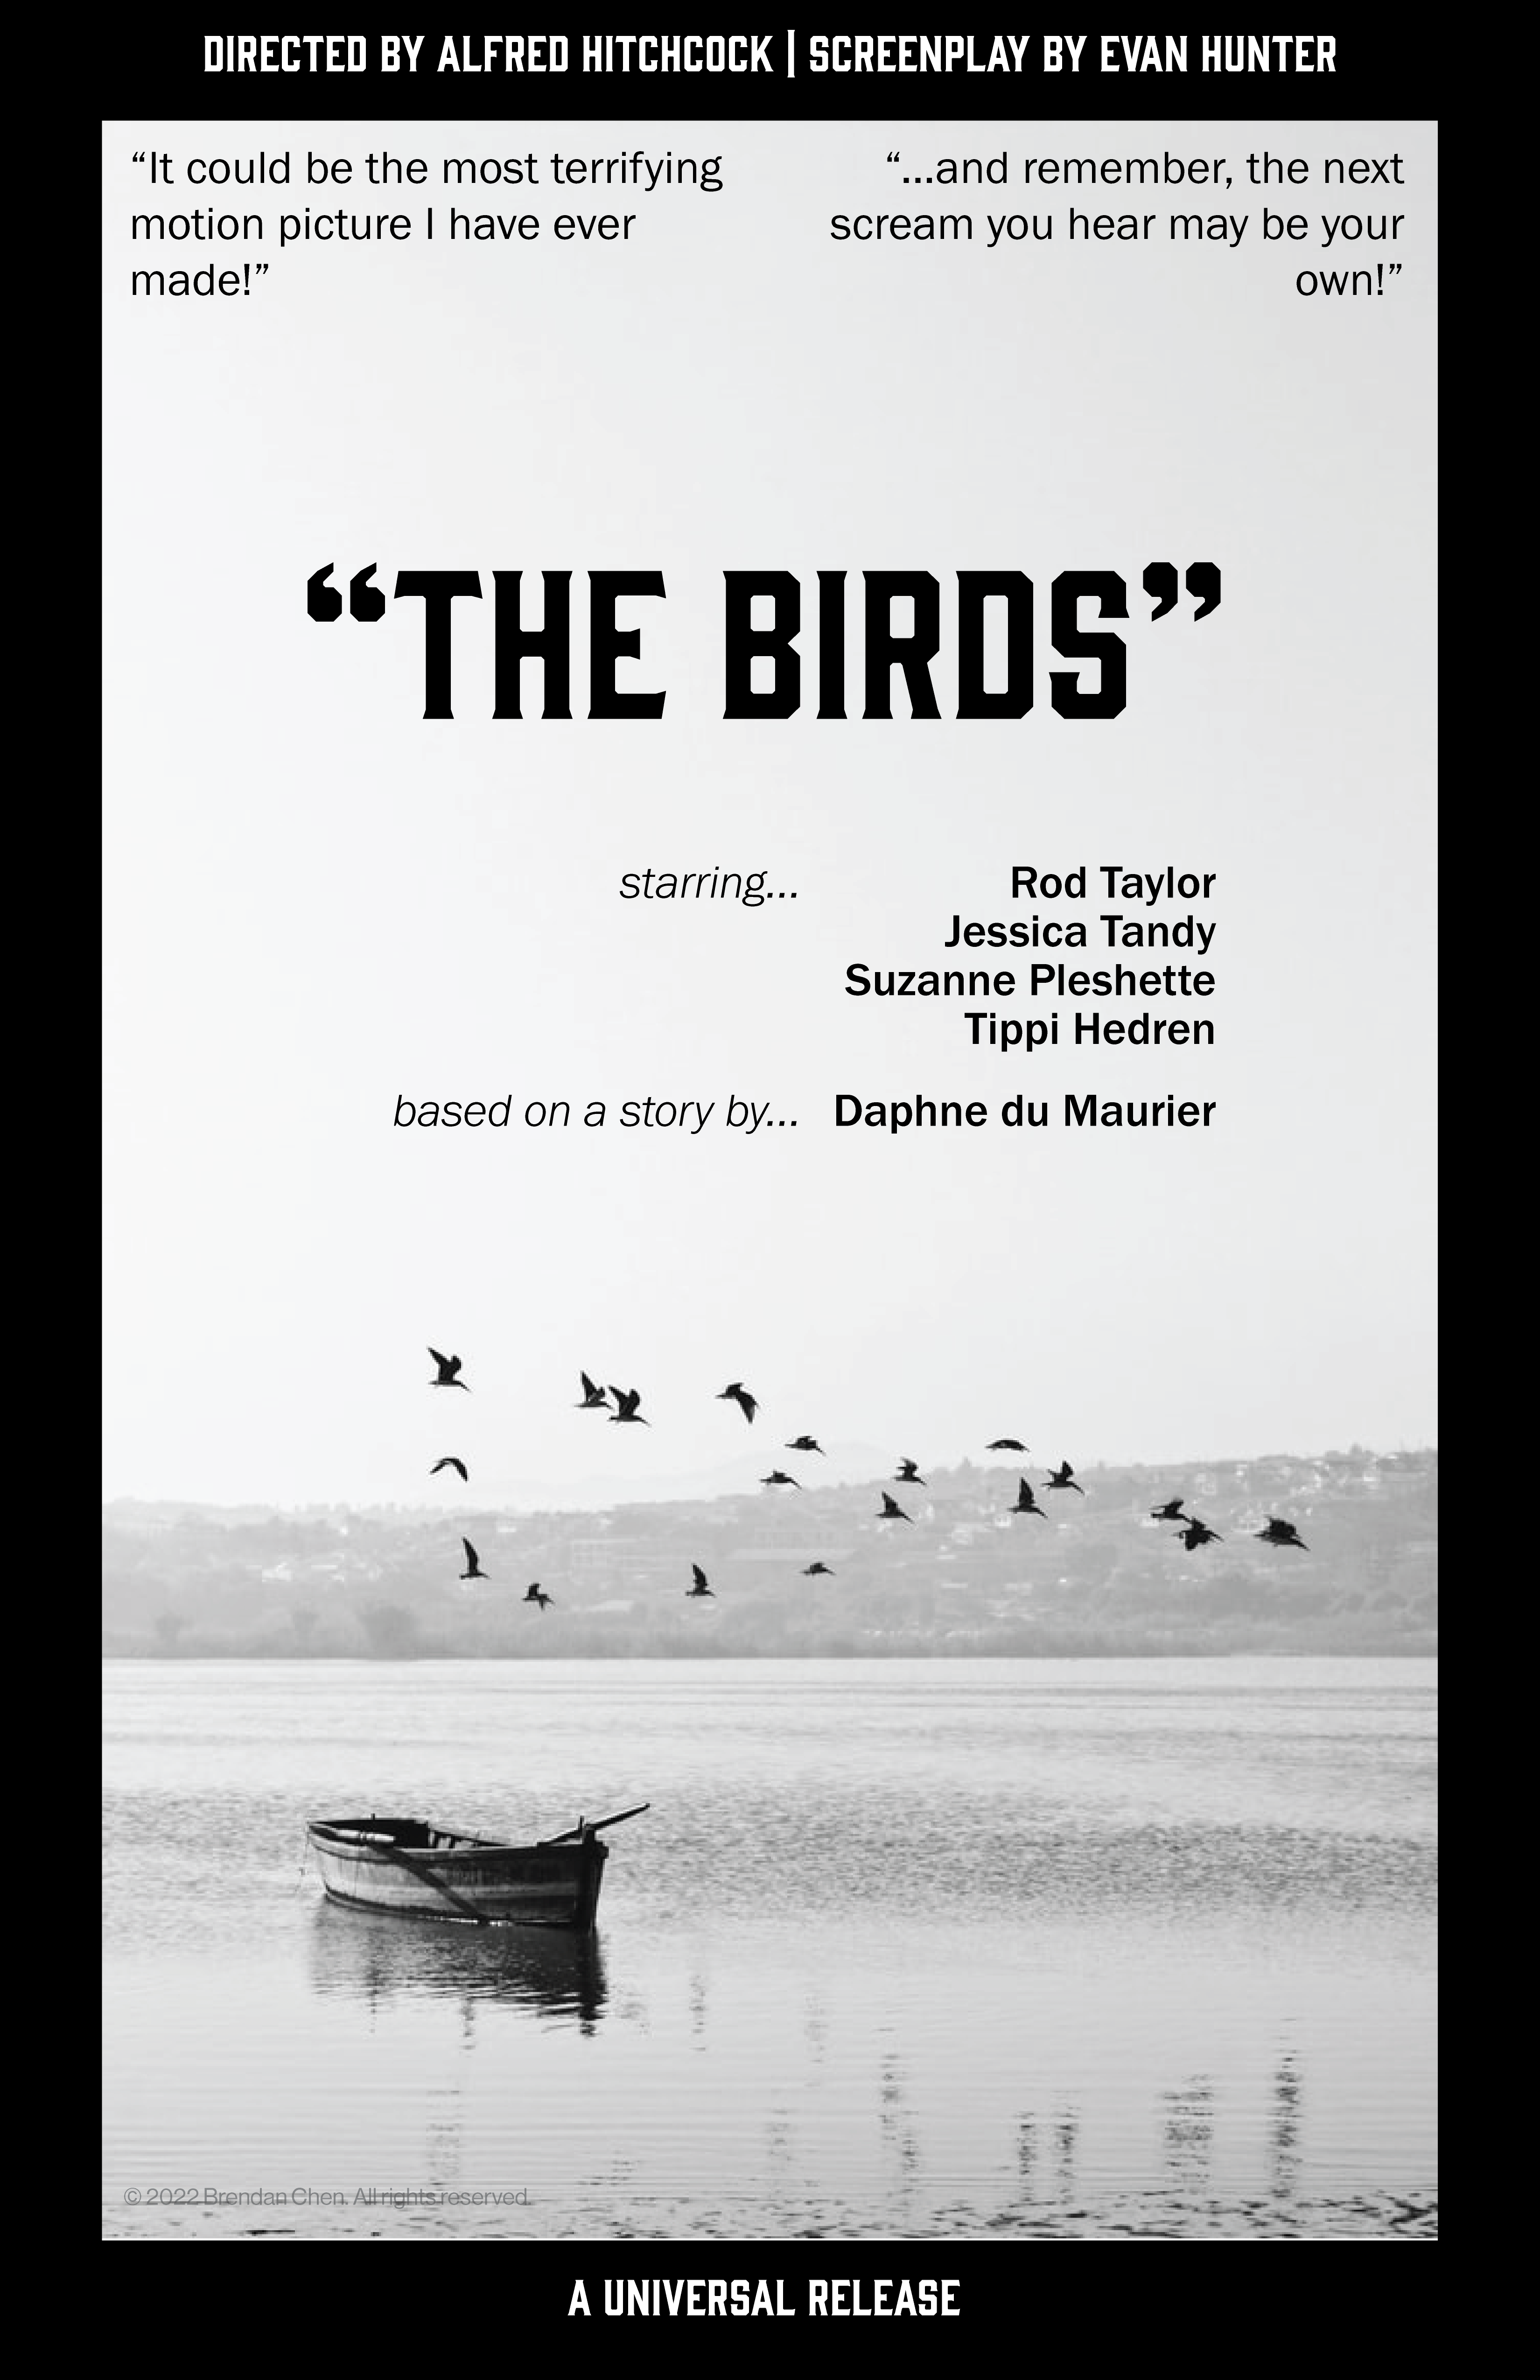 DIRECTED BY ALFRED HITCHCOCK | SCREENPLAY BY EVAN HUNTER
“It could be the most terrifying
motion picture I have ever
made!”
“...and remember, the next
scream you hear may be your
own!”
“THE BIRDS”
starring... Rod Taylor
Jessica Tandy
Suzanne Pleshette
Tippi Hedren
based on a story by... Daphne du Maurier
© 2022 Brendan Chen. All rights reserved.
A UNIVERSAL RELEASE